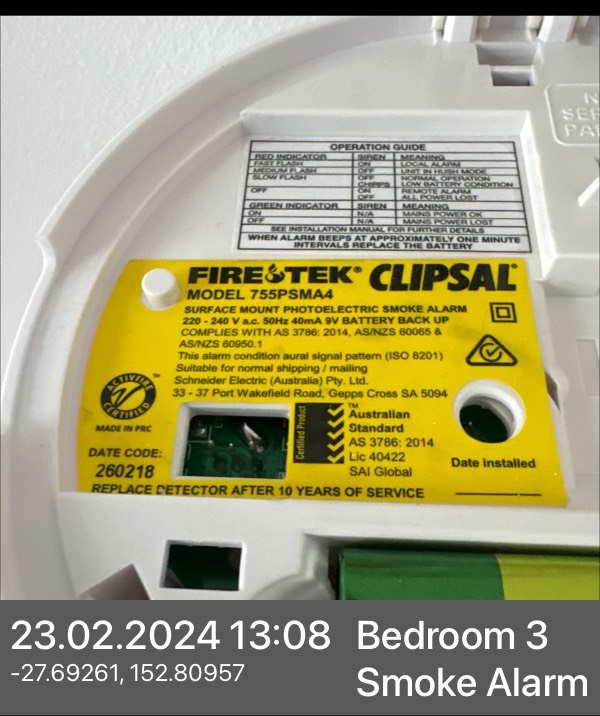 OPERATION GUIDE
RED INDICATOR SIREN MEANING
FAST FLASH ON LOCAL ALARM
MEDIUM FLASH OFF UNIT IN HUSH MODE
SLOW FLASH OFF NORMAL OPERATION
CHIRPS LOW BATTERY CONDITION
OFF ON REMOTE ALARM
OFF ALL POWER LOST
GREEN INDICATOR SIREN MEANING
ON N/A MAINS POWER OK
OFF N/A MAINS POWER LOST
SEE INSTALLATION MANUAL FOR FURTHER DETAILS
WHEN ALARM BEEPS AT APPROXIMATELY ONE MINUTE
INTERVALS REPLACE THE BATTERY
FIRETEK® CLIPSAL®
MODEL 755PSMA4
SURFACE MOUNT PHOTOELECTRIC SMOKE ALARM
220 - 240 V a.c. 50Hz 40mA 9V BATTERY BACK UP
COMPLIES WITH AS 3786: 2014, AS/NZS 60065 &
AS/NZS 60950.1
This alarm condition aural signal pattern (ISO 8201)
Suitable for normal shipping / mailing
Schneider Electric (Australia) Pty. Ltd.
33 - 37 Port Wakefield Road, Gepps Cross SA 5094
ACTIVFIRE
CERTIFIED
™
MADE IN PRC
Certified Product
™
Australian
Standard
AS 3786: 2014
Lic 40422
SAI Global
DATE CODE:
260218
Date installed
REPLACE DETECTOR AFTER 10 YEARS OF SERVICE
23.02.2024 13:08
-27.69261, 152.80957
Bedroom 3
Smoke Alarm